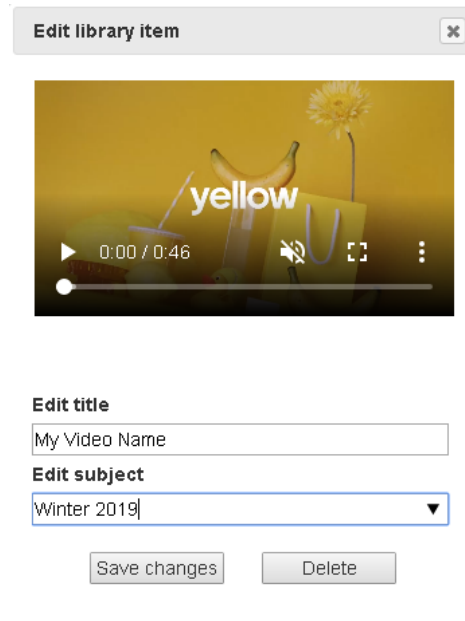 Edit library item
yellow
0:00 / 0:46
Edit title
My Video Name
Edit subject
Winter 2019
Save changes
Delete